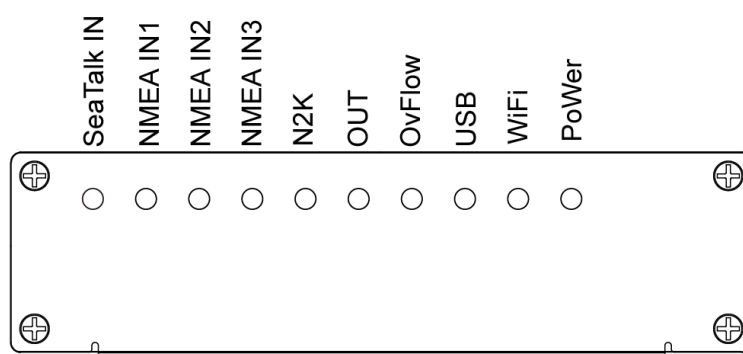 SeaTalk IN
NMEA IN1
NMEA IN2
NMEA IN3
N2K
OUT
OvFlow
USB
WiFi
PoWer